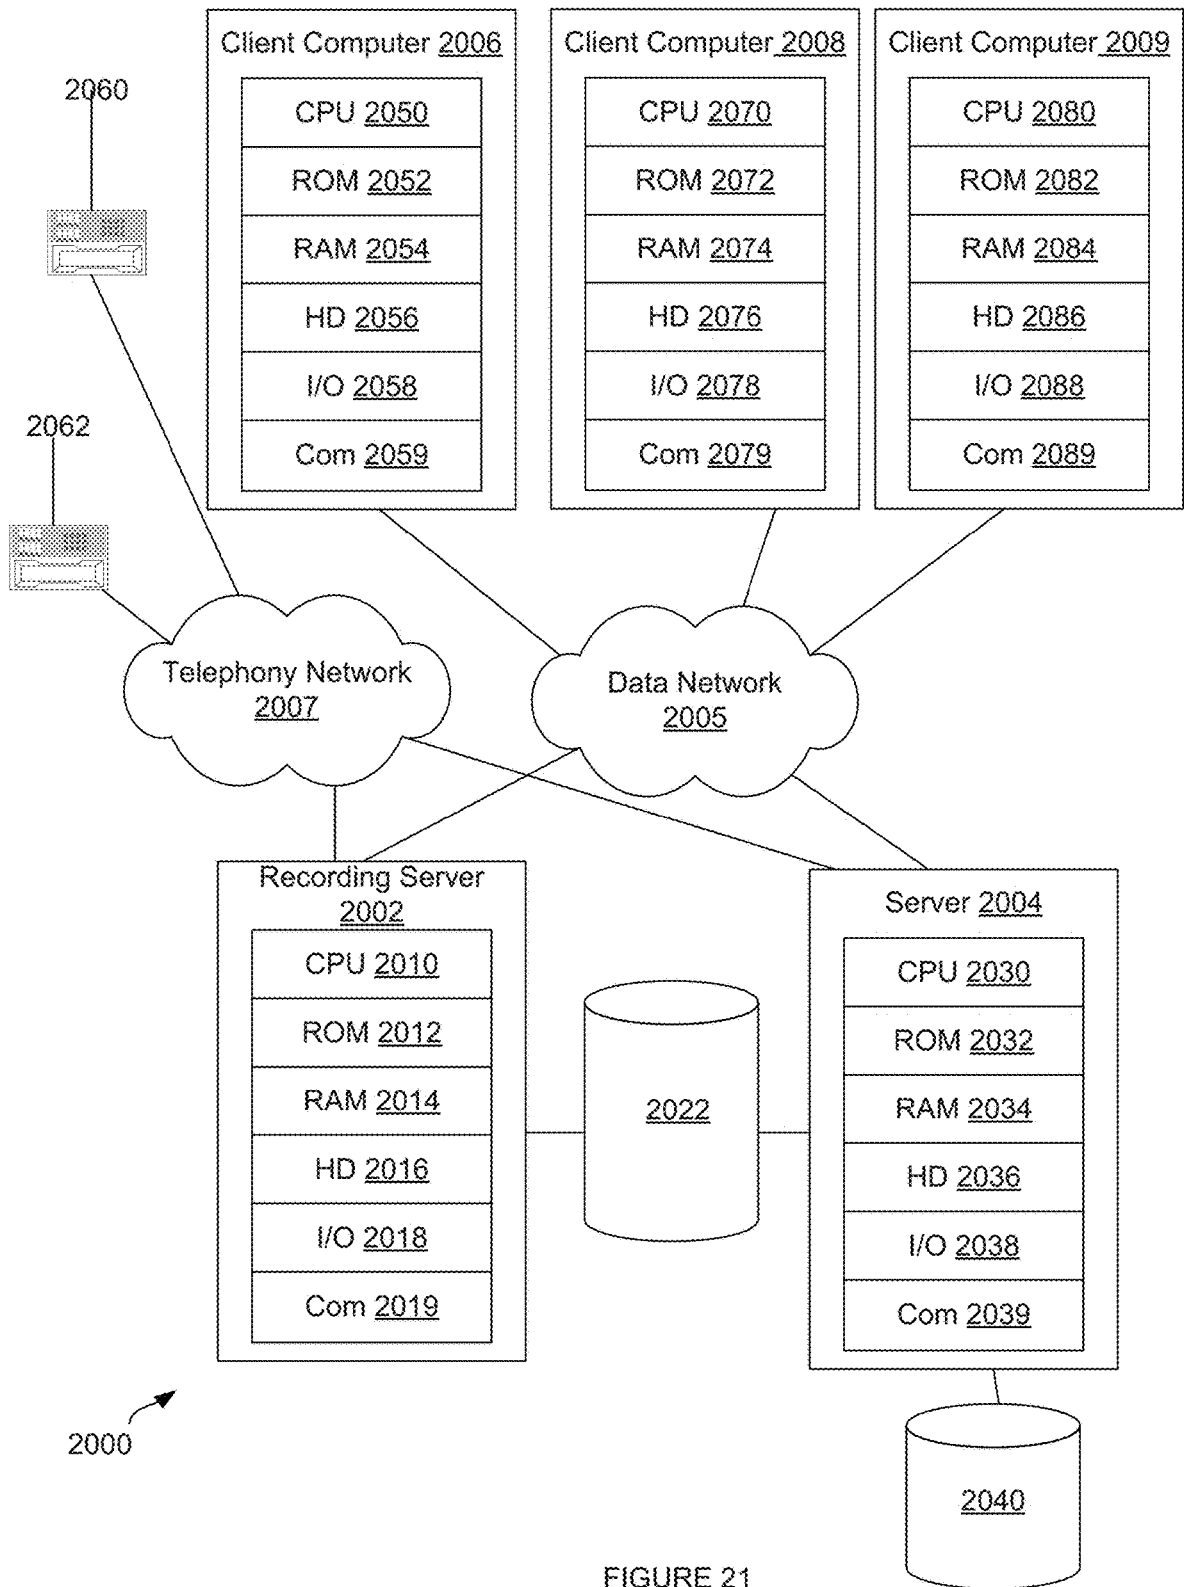 Client Computer 2006
CPU 2050
ROM 2052
RAM 2054
HD 2056
I/O 2058
Com 2059
Client Computer 2008
CPU 2070
ROM 2072
RAM 2074
HD 2076
I/O 2078
Com 2079
Client Computer 2009
CPU 2080
ROM 2082
RAM 2084
HD 2086
I/O 2088
Com 2089
2060
2062
Telephony Network
2007
Data Network
2005
Recording Server
2002
CPU 2010
ROM 2012
RAM 2014
HD 2016
I/O 2018
Com 2019
2022
Server 2004
CPU 2030
ROM 2032
RAM 2034
HD 2036
I/O 2038
Com 2039
2000
2040
FIGURE 21